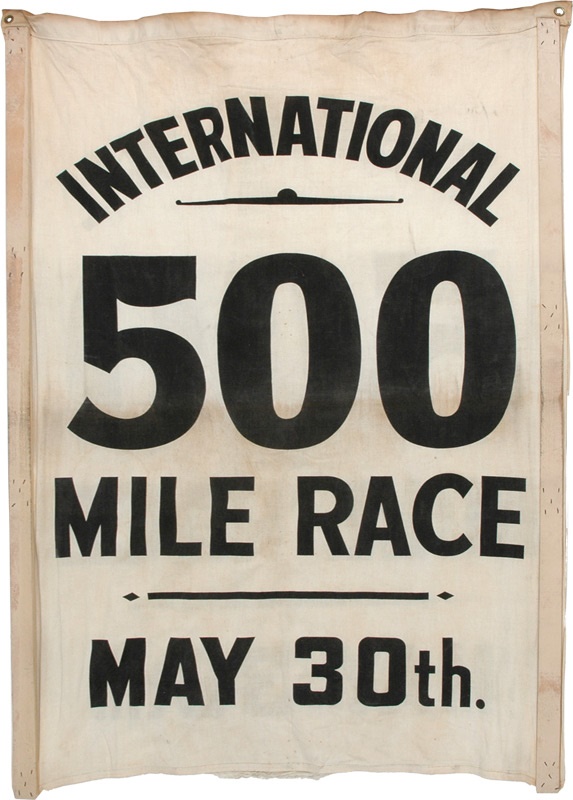 INTERNATIONAL
500
MILE RACE
MAY 30th.